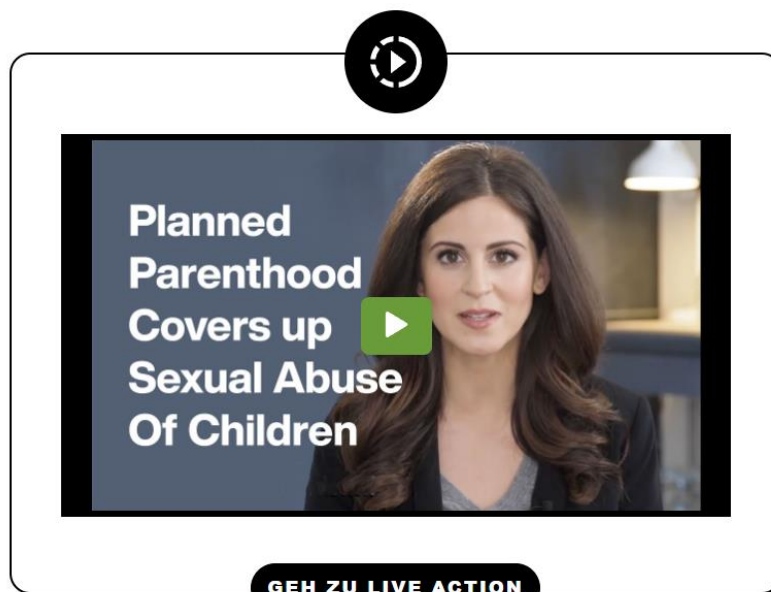 Planned
Parenthood
Covers up
Sexual Abuse
Of Children
GEH ZU LIVE ACTION